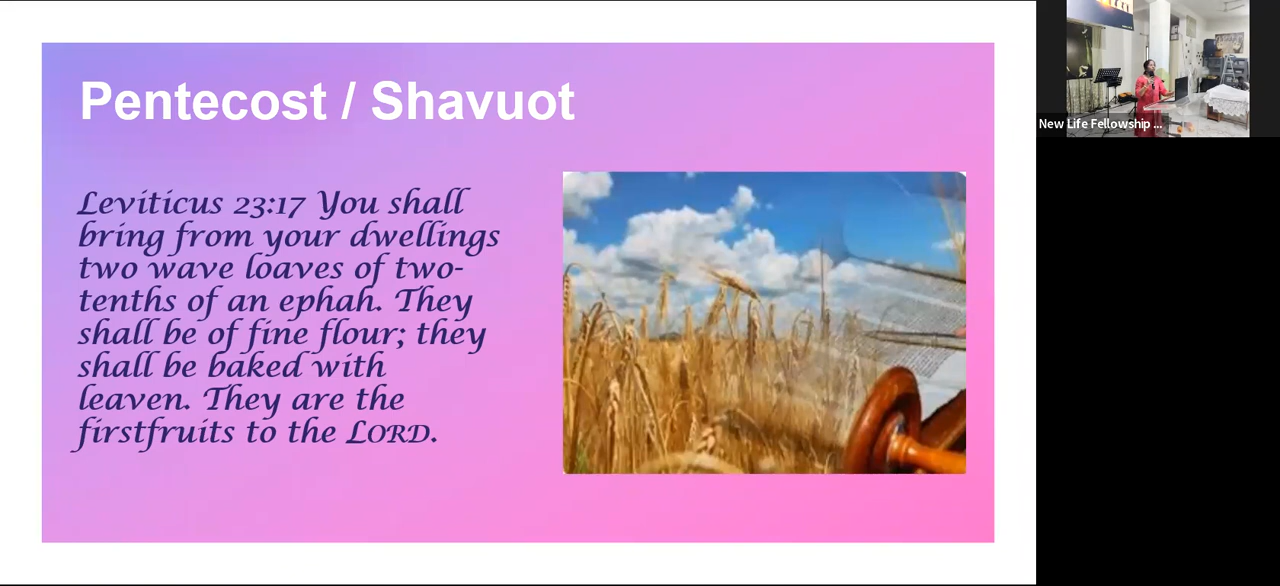 Pentecost / Shavuot
Leviticus 23:17 You shall
bring from your dwellings
two wave loaves of two-
tenths of an ephah. They
shall be of fine flour; they
shall be baked with
leaven. They are the
firstfruits to the LORD.
New Life Fellowship ...